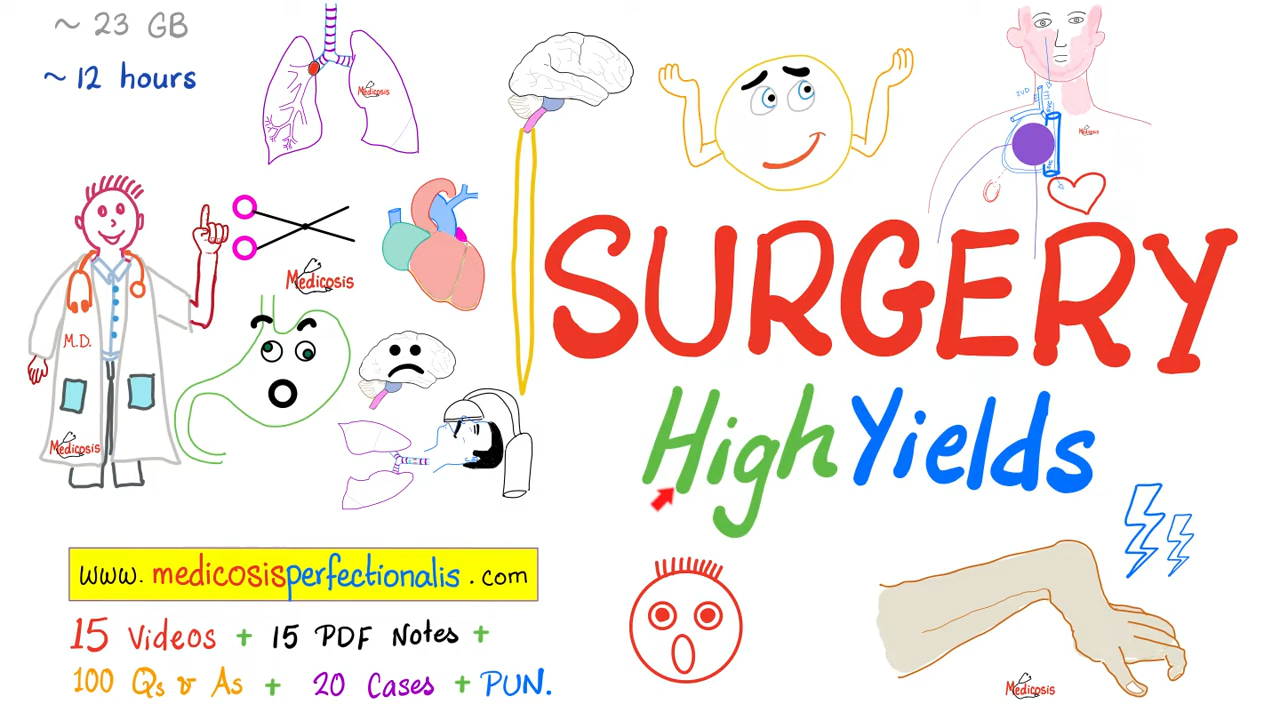 ~ 23 GB
~ 12 hours
Medicosis
IVD
Medicosis
SURGERY
Medicosis
M.D.
High Yields
Medicosis
www.medicosisperfectionalis.com
15 Videos + 15 PDF Notes +
100 Qs & As + 20 Cases + PUN.
Medicosis